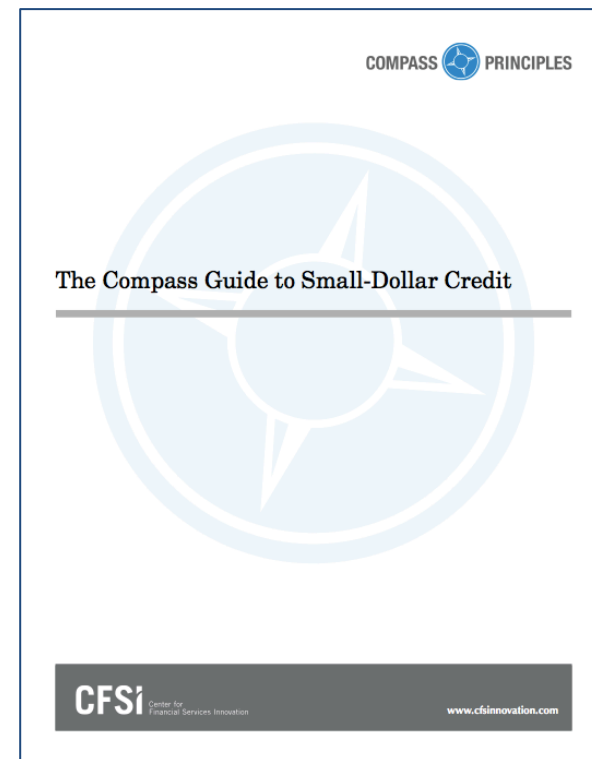 COMPASS PRINCIPLES
The Compass Guide to Small-Dollar Credit
CFSi Center for
Financial Services Innovation
www.cfsinnovation.com